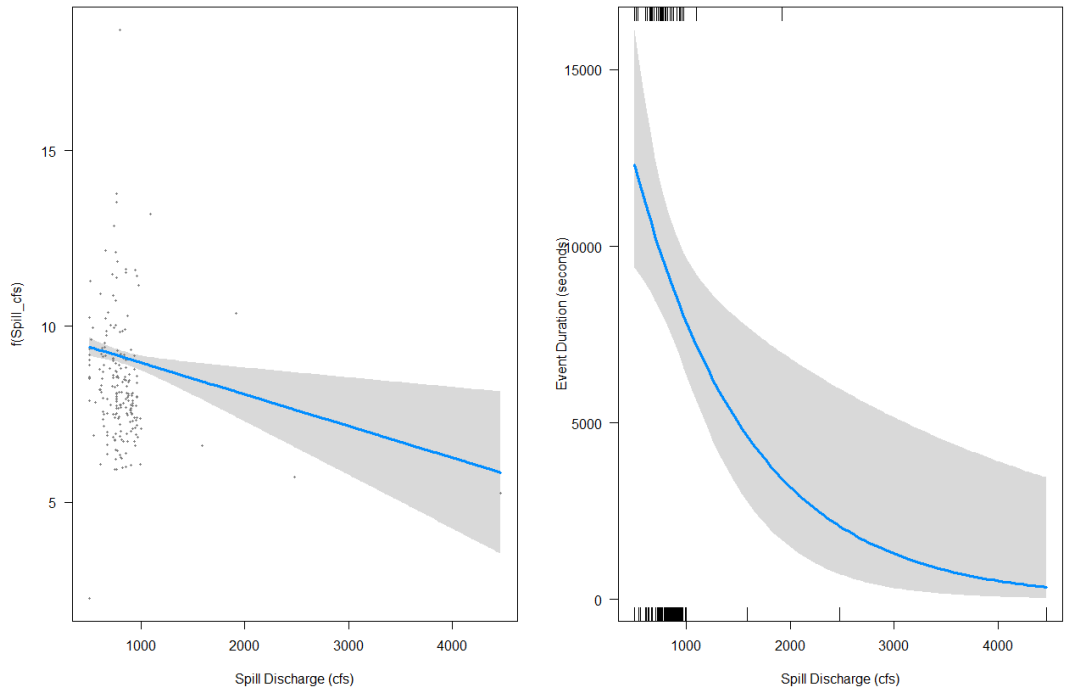 15
10
5
f(Spill_cfs)
1000 2000 3000 4000
Spill Discharge (cfs)
15000
10000
5000
0
Event Duration (seconds)
1000 2000 3000 4000
Spill Discharge (cfs)